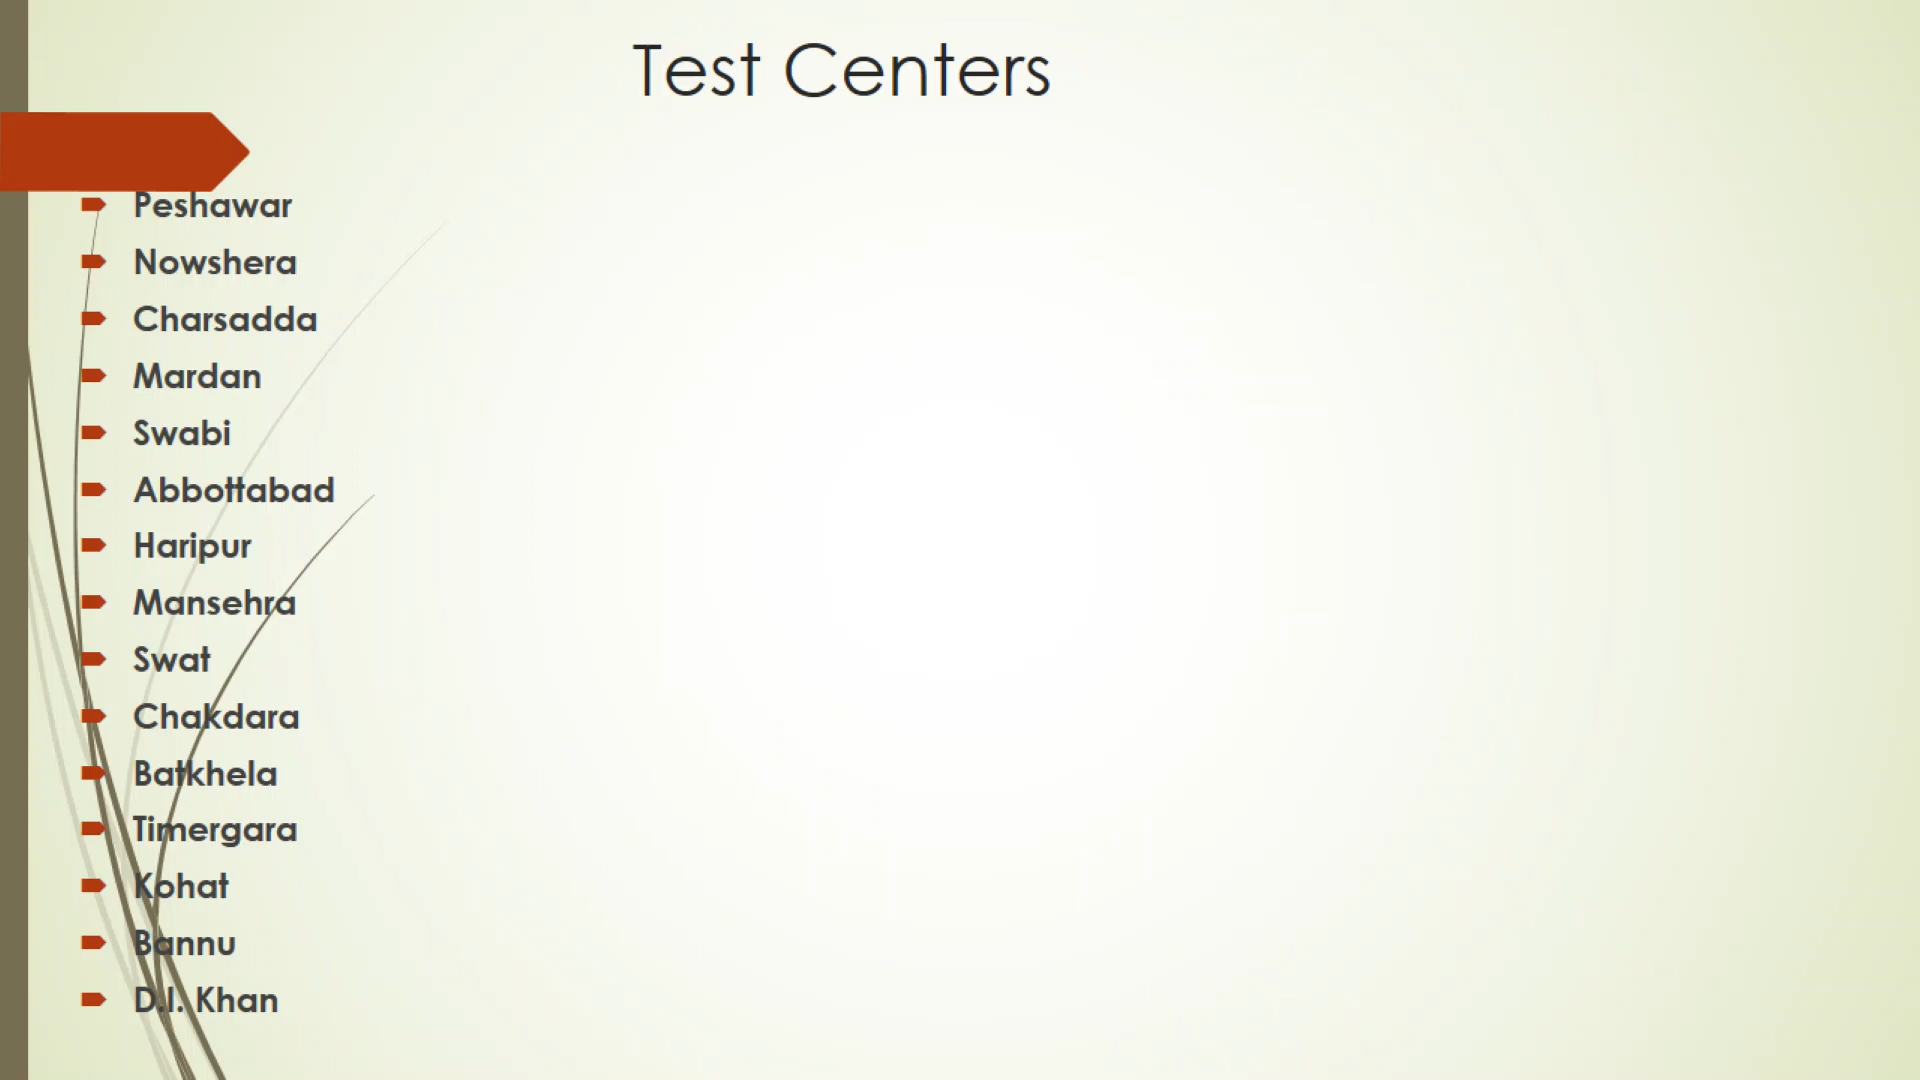 Test Centers
Peshawar
Nowshera
Charsadda
Mardan
Swabi
Abbottabad
Haripur
Mansehra
Swat
Chakdara
Batkhela
Timergara
Kohat
Bannu
D.I. Khan